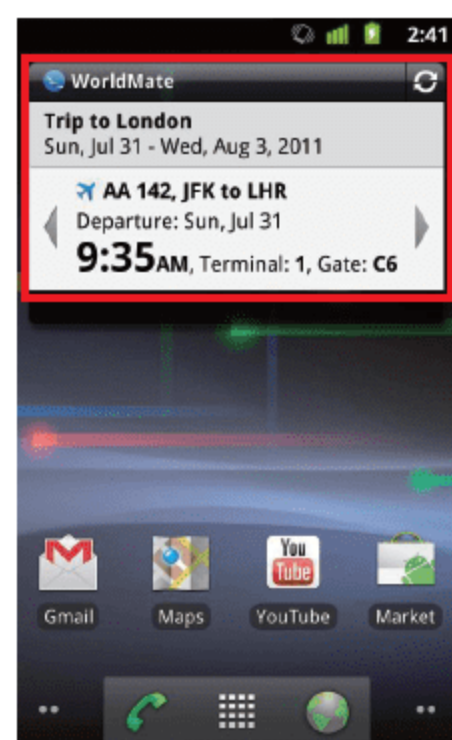 2:41
WorldMate
Trip to London
Sun, Jul 31 - Wed, Aug 3, 2011
AA 142, JFK to LHR
Departure: Sun, Jul 31
9:35AM, Terminal: 1, Gate: C6
You
Tube
Gmail Maps YouTube Market